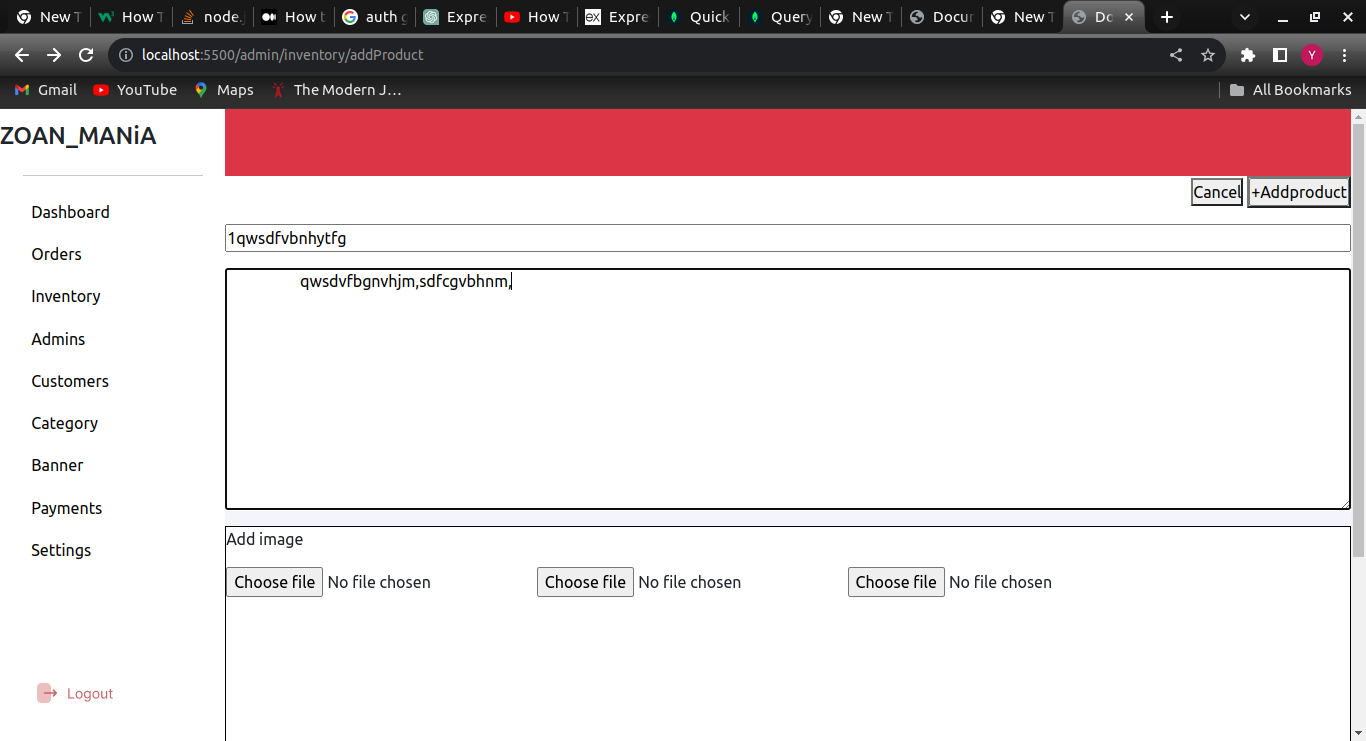 New T
How T
node.j
How t
auth g
Expre
How T
Expre
Quick
Query
New T
Docur
New T
Do
localhost:5500/admin/inventory/addProduct
Y
Gmail
YouTube
Maps
The Modern J…
All Bookmarks
ZOAN_MANiA
Cancel
+Addproduct
1qwsdfvbnhytfg
qwsdvfbgnvhjm,sdfcgvbhnm,
Dashboard
Orders
Inventory
Admins
Customers
Category
Banner
Payments
Settings
Logout
Add image
Choose file No file chosen
Choose file No file chosen
Choose file No file chosen